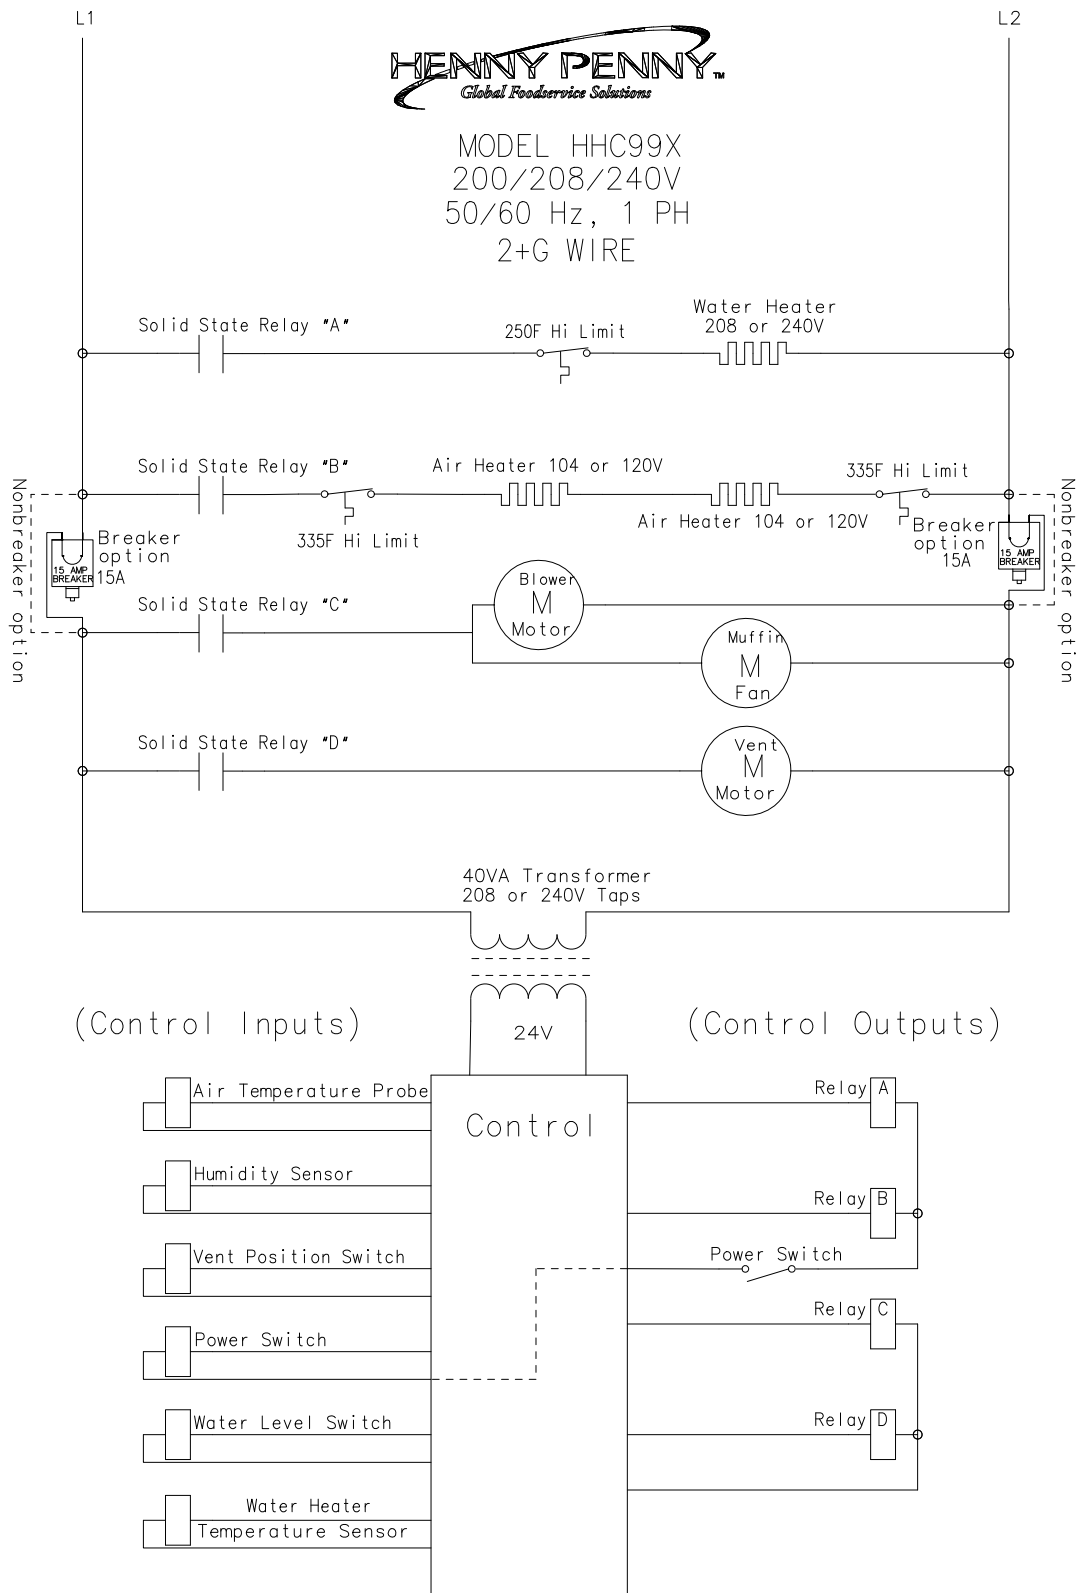 L1
L2
HENNY PENNY™
Global Foodservice Solutions
MODEL HHC99X
200/208/240V
50/60 Hz, 1 PH
2+G WIRE
Solid State Relay "A"
250F Hi Limit
Water Heater
208 or 240V
Solid State Relay "B"
Air Heater 104 or 120V
335F Hi Limit
335F Hi Limit
Air Heater 104 or 120V
Nonbreaker option
Breaker
option
15A
15 AMP
BREAKER
Breaker
option
15A
15 AMP
BREAKER
Nonbreaker option
Solid State Relay "C"
Blower
M
Motor
Muffin
M
Fan
Solid State Relay "D"
Vent
M
Motor
40VA Transformer
208 or 240V Taps
24V
(Control Inputs)
(Control Outputs)
Control
Air Temperature Probe
Humidity Sensor
Vent Position Switch
Power Switch
Water Level Switch
Water Heater
Temperature Sensor
Relay A
Relay B
Power Switch
Relay C
Relay D